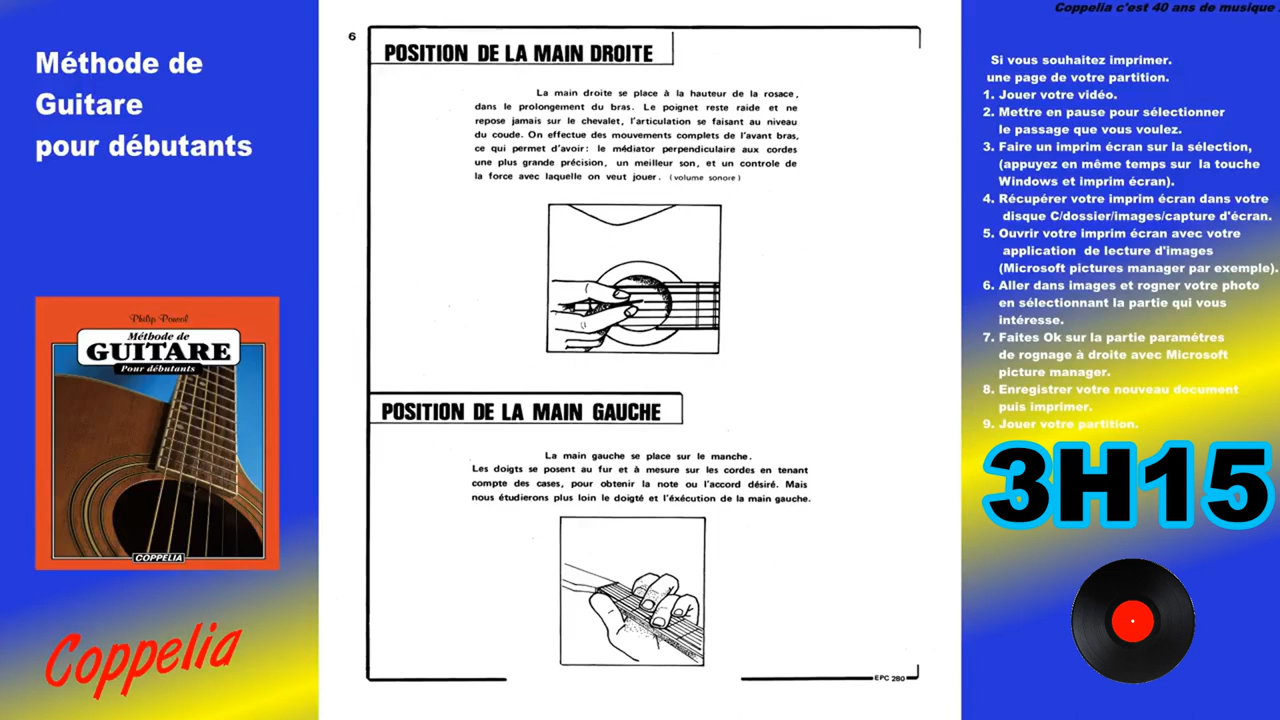 Méthode de
Guitare
pour débutants
Philip Pencal
Méthode de
GUITARE
Pour débutants
COPPELIA
Coppelia
6
POSITION DE LA MAIN DROITE
La main droite se place à la hauteur de la rosace,
dans le prolongement du bras. Le poignet reste raide et ne
repose jamais sur le chevalet, l'articulation se faisant au niveau
du coude. On effectue des mouvements complets de l'avant bras,
ce qui permet d'avoir: le médiator perpendiculaire aux cordes
une plus grande précision, un meilleur son, et un controle de
la force avec laquelle on veut jouer. (volume sonore)
POSITION DE LA MAIN GAUCHE
La main gauche se place sur le manche.
Les doigts se posent au fur et à mesure sur les cordes en tenant
compte des cases, pour obtenir la note ou l'accord désiré. Mais
nous étudierons plus loin le doigté et l'éxécution de la main gauche.
EPC 280
Coppelia c'est 40 ans de musique
Si vous souhaitez imprimer.
une page de votre partition.
1. Jouer votre vidéo.
2. Mettre en pause pour sélectionner
le passage que vous voulez.
3. Faire un imprim écran sur la sélection,
(appuyez en même temps sur la touche
Windows et imprim écran).
4. Récupérer votre imprim écran dans votre
disque C/dossier/images/capture d'écran.
5. Ouvrir votre imprim écran avec votre
application de lecture d'images
(Microsoft pictures manager par exemple).
6. Aller dans images et rogner votre photo
en sélectionnant la partie qui vous
intéresse.
7. Faites Ok sur la partie paramétres
de rognage à droite avec Microsoft
picture manager.
8. Enregistrer votre nouveau document
puis imprimer.
9. Jouer votre partition.
3H15